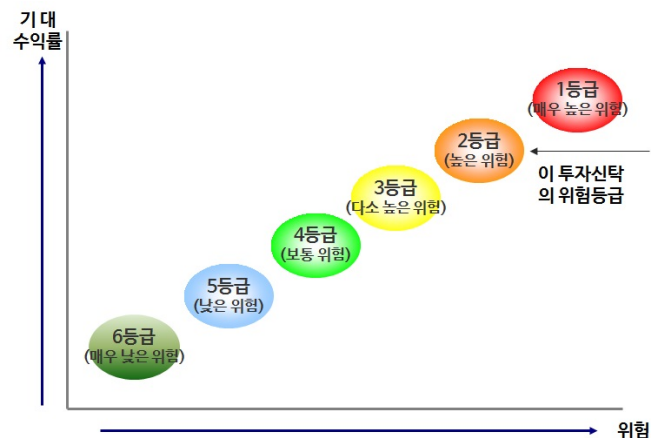 기 대
수익률
1등급
(매우 높은 위험)
2등급
(높은 위험)
이 투자신탁
의 위험등급
3등급
(다소 높은 위험)
4등급
(보통 위험)
5등급
(낮은 위험)
6등급
(매우 낮은 위험)
위험